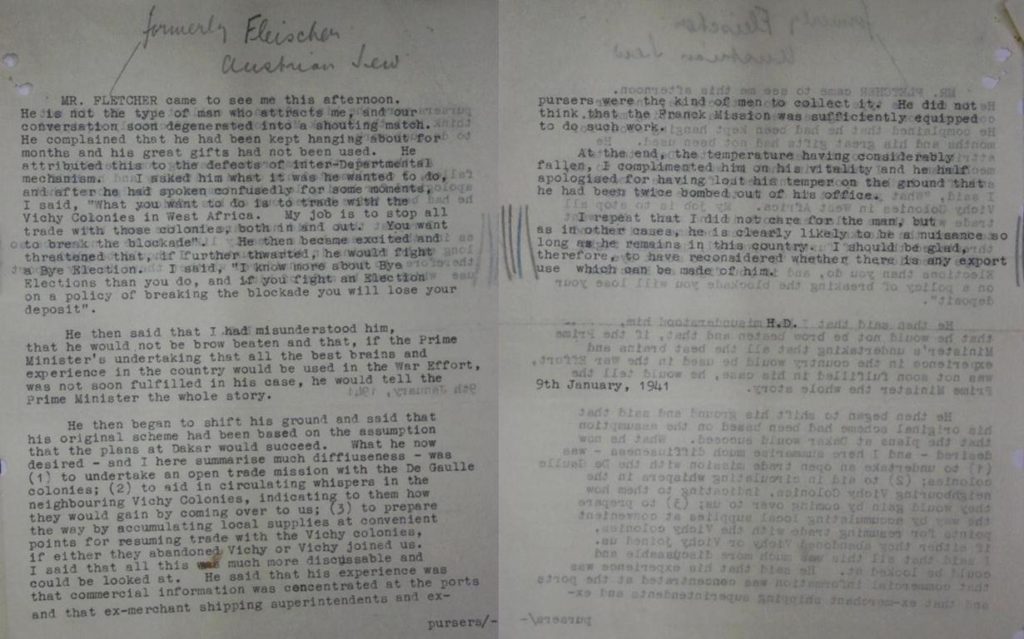 formerly Fleischer
Austrian Jew
MR. FLETCHER came to see me this afternoon.
He is not the type of man who attracts me, and our
conversation soon degenerated into a shouting match.
He complained that he had been kept hanging about for
months and his great gifts had not been used. He
attributed this to the defects of inter-Departmental
mechanism. I asked him what it was he wanted to do,
and after he had spoken confusedly for some moments,
I said, "What you want to do is to trade with the
Vichy Colonies in West Africa. My job is to stop all
trade with those colonies, both in and out. You want
to break the blockade". He then became excited and
threatened that, if further thwarted, he would fight
a Bye Election. I said, "I know more about Bye
Elections than you do, and if you fight an Election
on a policy of breaking the blockade you will lose your
deposit".
He then said that I had misunderstood him,
that he would not be brow beaten and that, if the Prime
Minister's undertaking that all the best brains and
experience in the country would be used in the War Effort,
was not soon fulfilled in his case, he would tell the
Prime Minister the whole story.
He then began to shift his ground and said that
his original scheme had been based on the assumption
that the plans at Dakar would succeed. What he now
desired - and I here summarise much diffiuseness - was
(1) to undertake an open trade mission with the De Gaulle
colonies; (2) to aid in circulating whispers in the
neighbouring Vichy Colonies, indicating to them how
they would gain by coming over to us; (3) to prepare
the way by accumulating local supplies at convenient
points for resuming trade with the Vichy colonies,
if either they abandoned Vichy or Vichy joined us.
I said that all this was much more discussable and
could be looked at. He said that his experience was
that commercial information was concentrated at the ports
and that ex-merchant shipping superintendents and ex-
pursers/-
pursers were the kind of men to collect it. He did not
think that the Franck Mission was sufficiently equipped
to do such work.
At the end, the temperature having considerably
fallen, I complimented him on his vitality and he half
apologised for having lost his temper on the ground that
he had been twice bombed out of his office.
I repeat that I did not care for the man, but
as in other cases, he is clearly likely to be a nuisance so
long as he remains in this country. I should be glad,
therefore, to have reconsidered whether there is any export
use which can be made of him.
H.D.
9th January, 1941